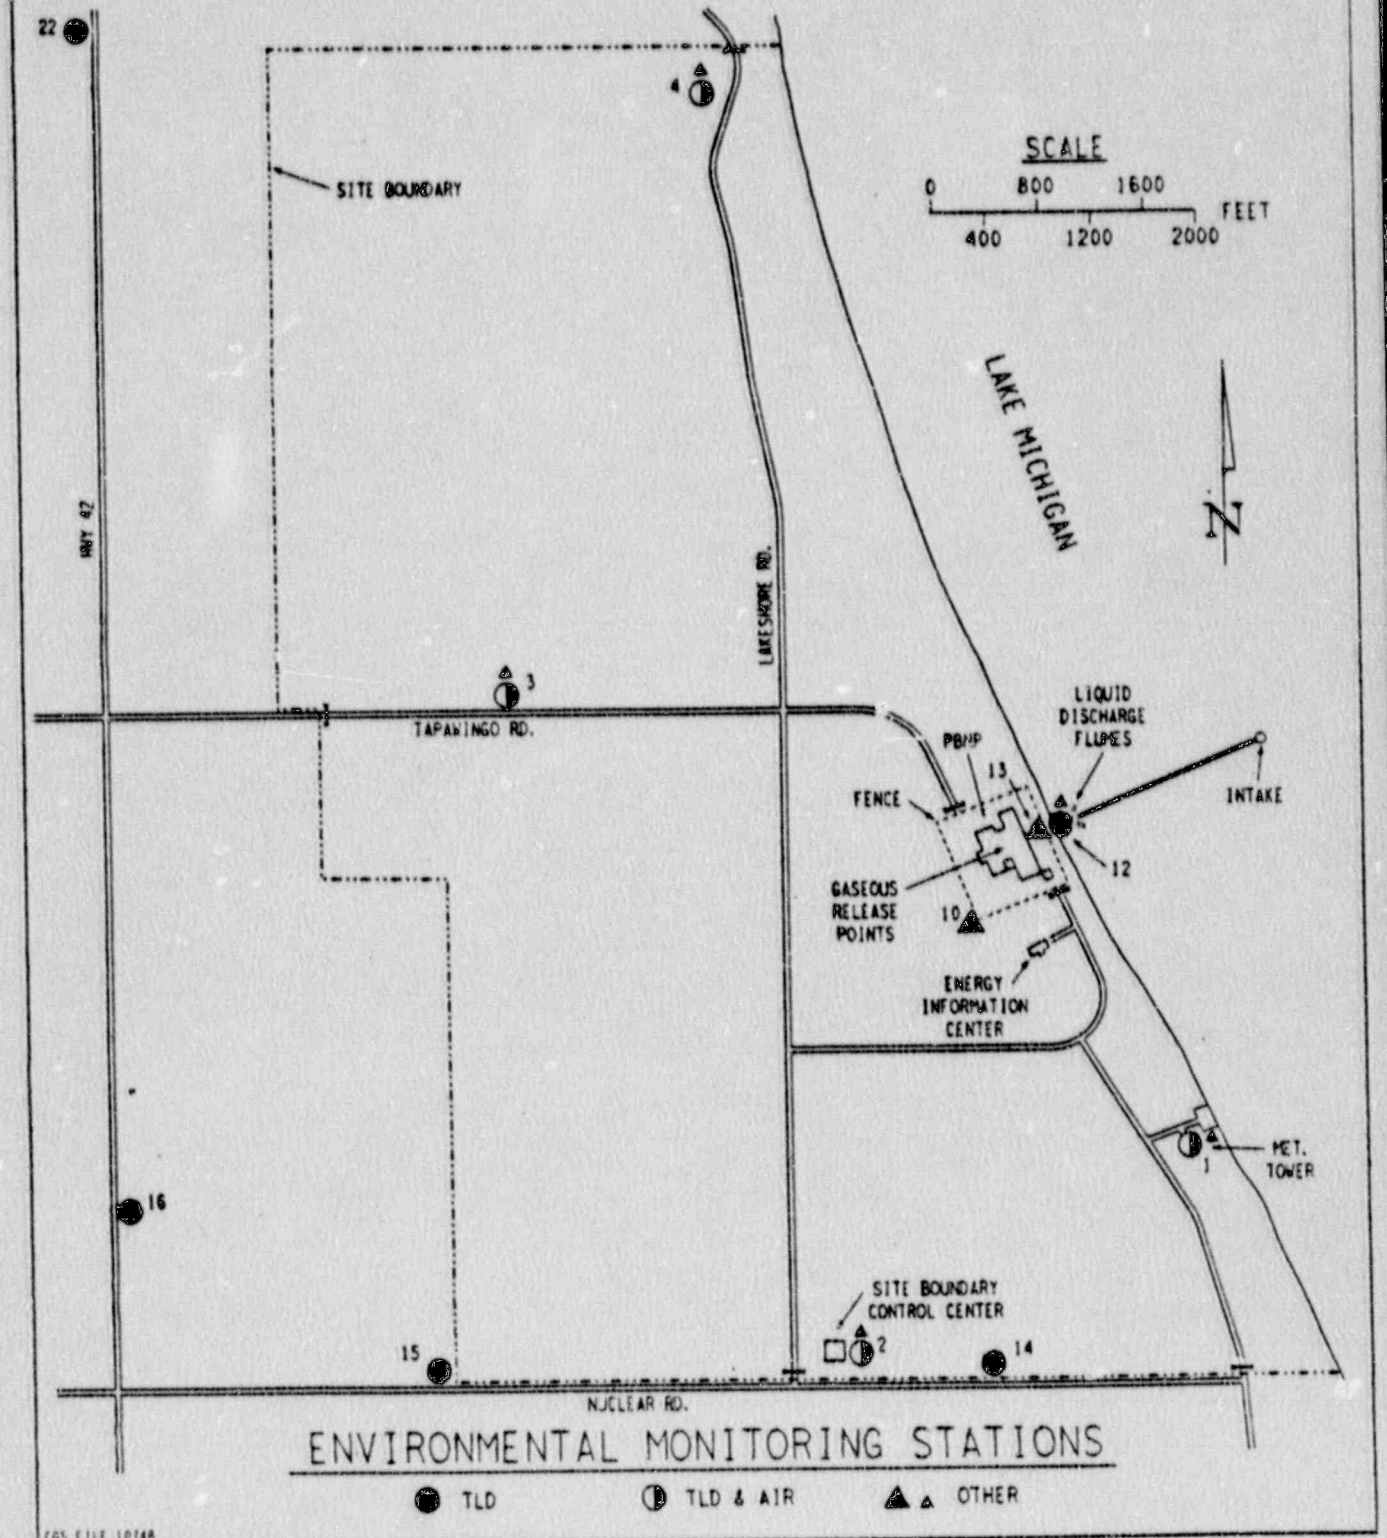 22
4
SCALE
0 800 1600
FEET
400 1200 2000
SITE BOUNDARY
LAKE MICHIGAN
N
HWY 42
LAKESHORE RD.
3
TAPAWINGO RD.
LIQUID
DISCHARGE
FLUMES
PBNP
13
FENCE
INTAKE
12
GASEOUS
RELEASE
POINTS
10
ENERGY
INFORMATION
CENTER
MET.
TOWER
1
16
SITE BOUNDARY
CONTROL CENTER
2
14
15
NUCLEAR RD.
ENVIRONMENTAL MONITORING STATIONS
TLD
TLD & AIR
OTHER